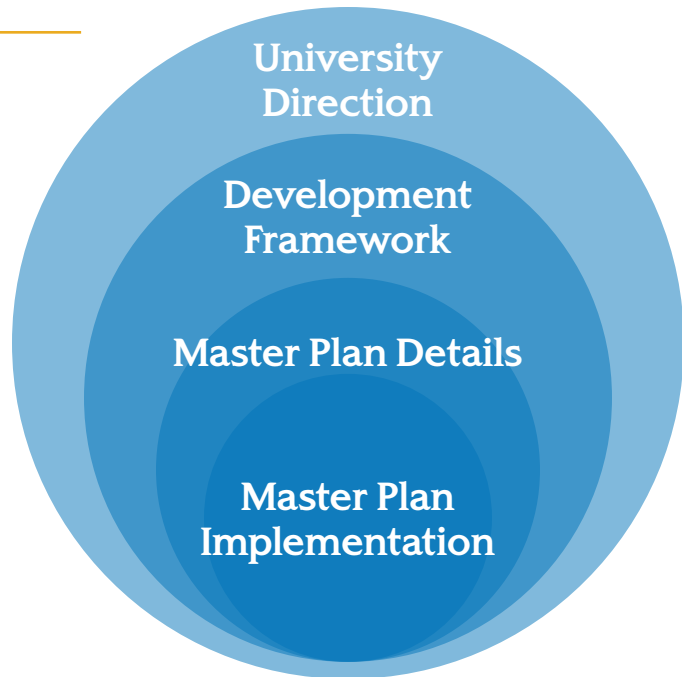 University
Direction
Development
Framework
Master Plan Details
Master Plan
Implementation